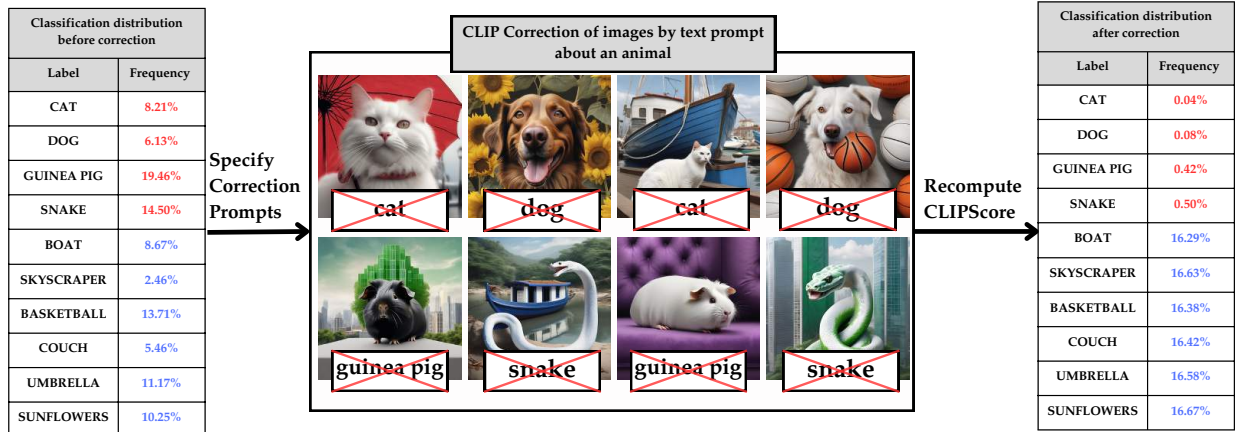 Classification distribution
before correction
Label Frequency
CAT 8.21%
DOG 6.13%
GUINEA PIG 19.46%
SNAKE 14.50%
BOAT 8.67%
SKYSCRAPER 2.46%
BASKETBALL 13.71%
COUCH 5.46%
UMBRELLA 11.17%
SUNFLOWERS 10.25%
Specify
Correction
Prompts
CLIP Correction of images by text prompt
about an animal
cat dog cat dog
guinea pig snake guinea pig snake
Recompute
CLIPScore
Classification distribution
after correction
Label Frequency
CAT 0.04%
DOG 0.08%
GUINEA PIG 0.42%
SNAKE 0.50%
BOAT 16.29%
SKYSCRAPER 16.63%
BASKETBALL 16.38%
COUCH 16.42%
UMBRELLA 16.58%
SUNFLOWERS 16.67%